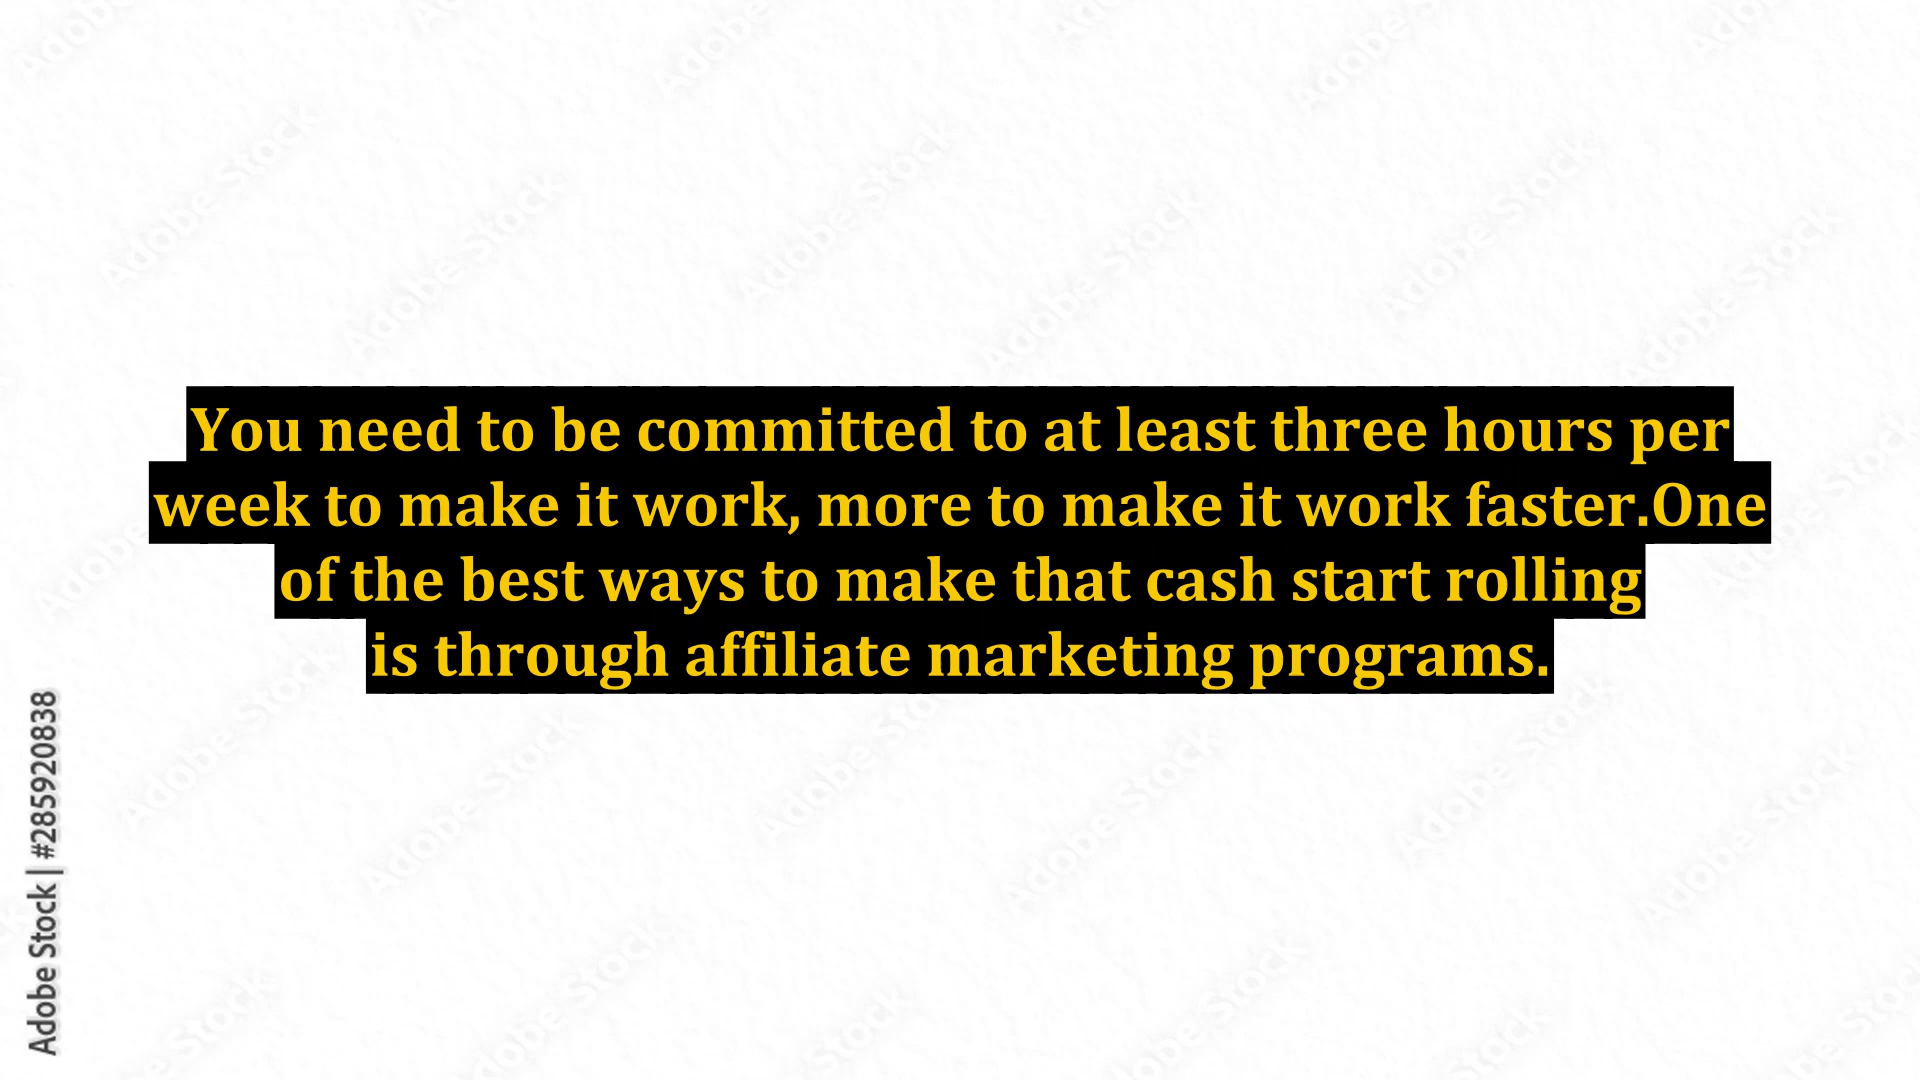 You need to be committed to at least three hours per
week to make it work, more to make it work faster.One
of the best ways to make that cash start rolling
is through affiliate marketing programs.
Adobe Stock | #285920838